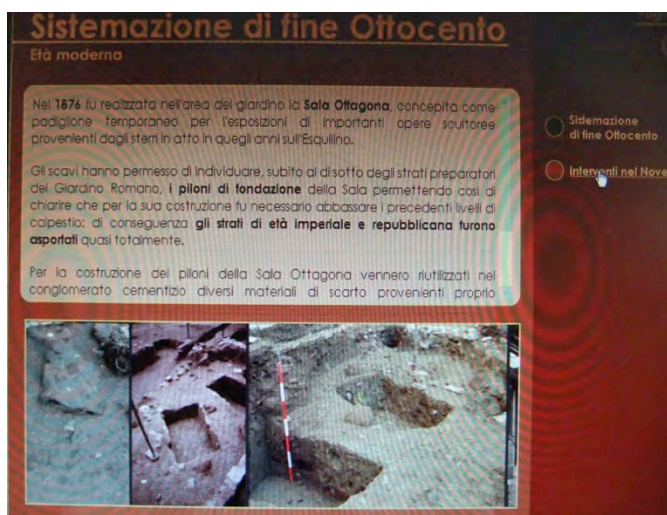 Sistemazione di fine Ottocento
Età moderna
Nel 1876 fu realizzata nell'area del giardino la Sala Ottagona, concepita come
padiglione temporaneo per l'esposizioni di importanti opere scultoree
provenienti dagli sterri in atto in quegli anni sull'Esquilino.
Gli scavi hanno permesso di individuare, subito al di sotto degli strati preparatori
del Giardino Romano, i piloni di fondazione della Sala permettendo così di
chiarire che per la sua costruzione fu necessario abbassare i precedenti livelli di
calpestio: di conseguenza gli strati di età imperiale e repubblicana furono
asportati quasi totalmente.
Per la costruzione dei piloni della Sala Ottagona vennero riutilizzati nel
conglomerato cementizio diversi materiali di scarto provenienti proprio
Sistemazione
di fine Ottocento
Interventi nel Nove